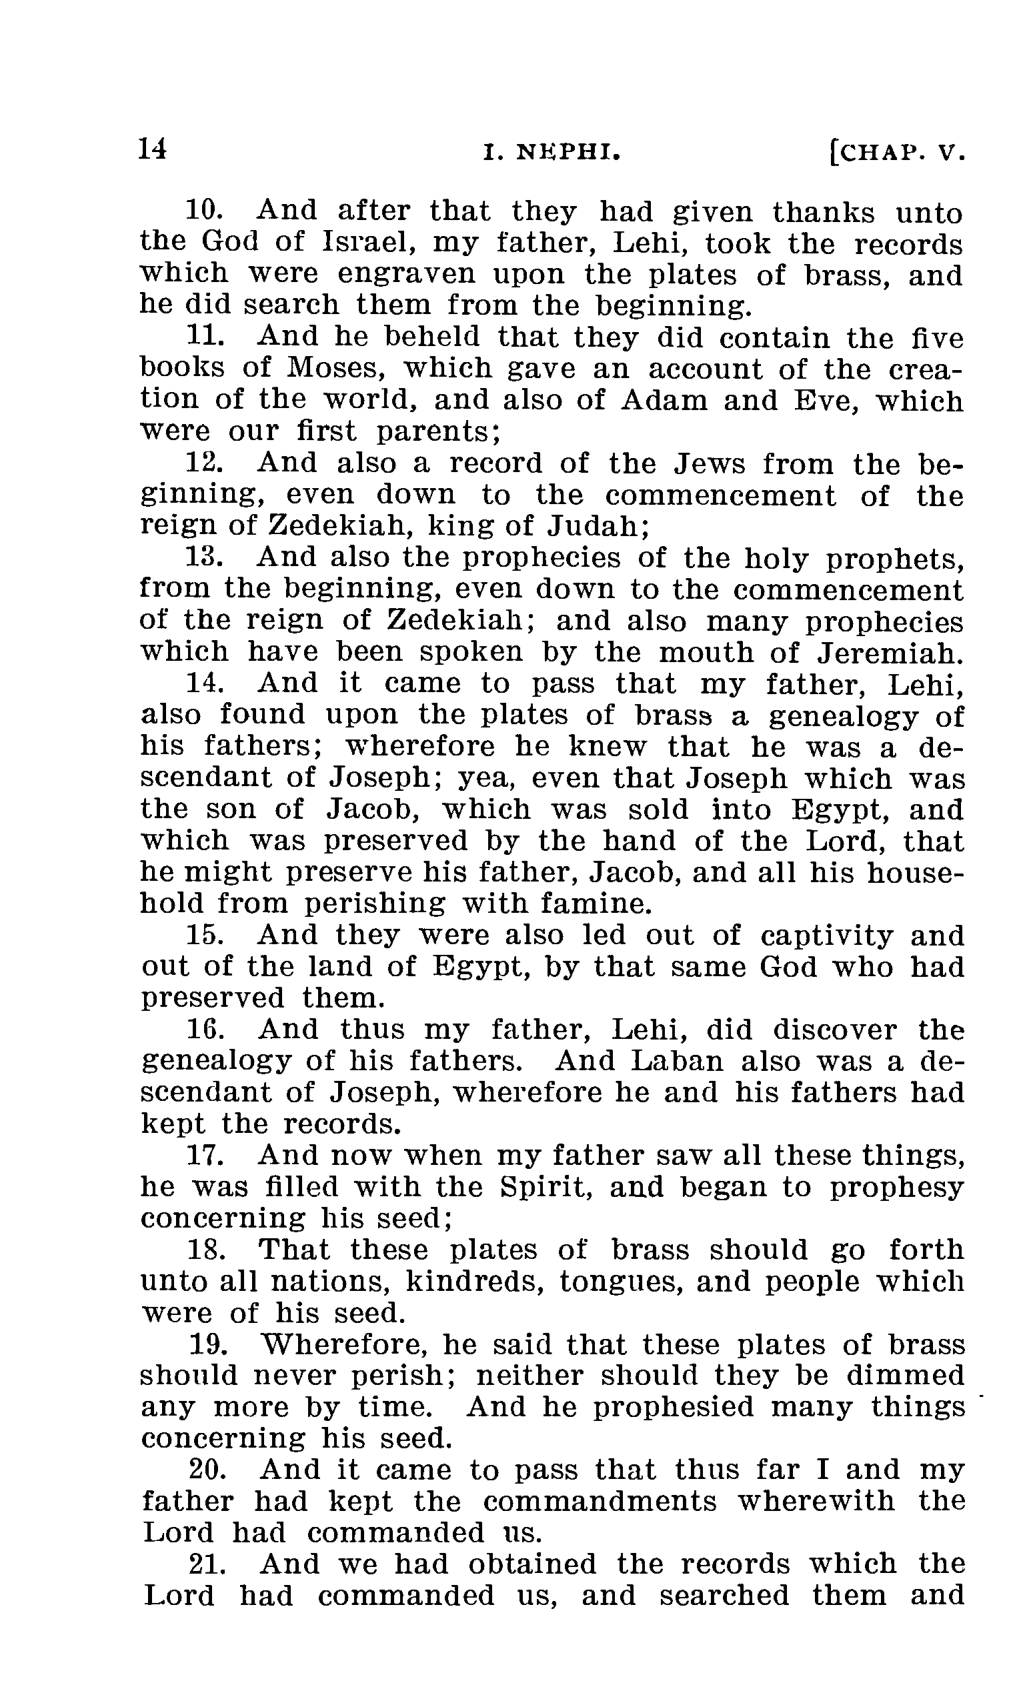 14 I. NEPHI. [CHAP. V.
10. And after that they had given thanks unto
the God of Israel, my father, Lehi, took the records
which were engraven upon the plates of brass, and
he did search them from the beginning.
11. And he beheld that they did contain the five
books of Moses, which gave an account of the crea-
tion of the world, and also of Adam and Eve, which
were our first parents;
12. And also a record of the Jews from the be-
ginning, even down to the commencement of the
reign of Zedekiah, king of Judah;
13. And also the prophecies of the holy prophets,
from the beginning, even down to the commencement
of the reign of Zedekiah; and also many prophecies
which have been spoken by the mouth of Jeremiah.
14. And it came to pass that my father, Lehi,
also found upon the plates of brass a genealogy of
his fathers; wherefore he knew that he was a de-
scendant of Joseph; yea, even that Joseph which was
the son of Jacob, which was sold into Egypt, and
which was preserved by the hand of the Lord, that
he might preserve his father, Jacob, and all his house-
hold from perishing with famine.
15. And they were also led out of captivity and
out of the land of Egypt, by that same God who had
preserved them.
16. And thus my father, Lehi, did discover the
genealogy of his fathers. And Laban also was a de-
scendant of Joseph, wherefore he and his fathers had
kept the records.
17. And now when my father saw all these things,
he was filled with the Spirit, and began to prophesy
concerning his seed;
18. That these plates of brass should go forth
unto all nations, kindreds, tongues, and people which
were of his seed.
19. Wherefore, he said that these plates of brass
should never perish; neither should they be dimmed
any more by time. And he prophesied many things
concerning his seed.
20. And it came to pass that thus far I and my
father had kept the commandments wherewith the
Lord had commanded us.
21. And we had obtained the records which the
Lord had commanded us, and searched them and